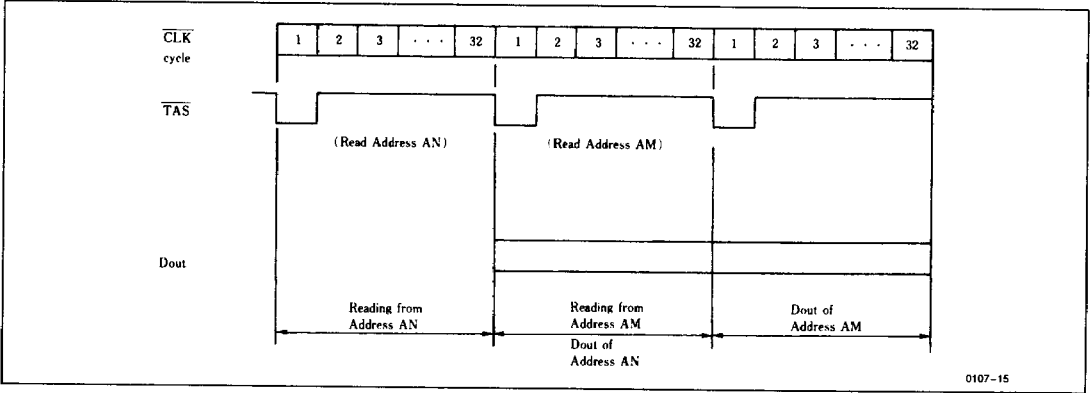 CLK
cycle
1 2 3 · · · 32 1 2 3 · · · 32 1 2 3 · · · 32
TAS
(Read Address AN)
(Read Address AM)
Dout
Reading from
Address AN
Reading from
Address AM
Dout of
Address AN
Dout of
Address AM
0107-15